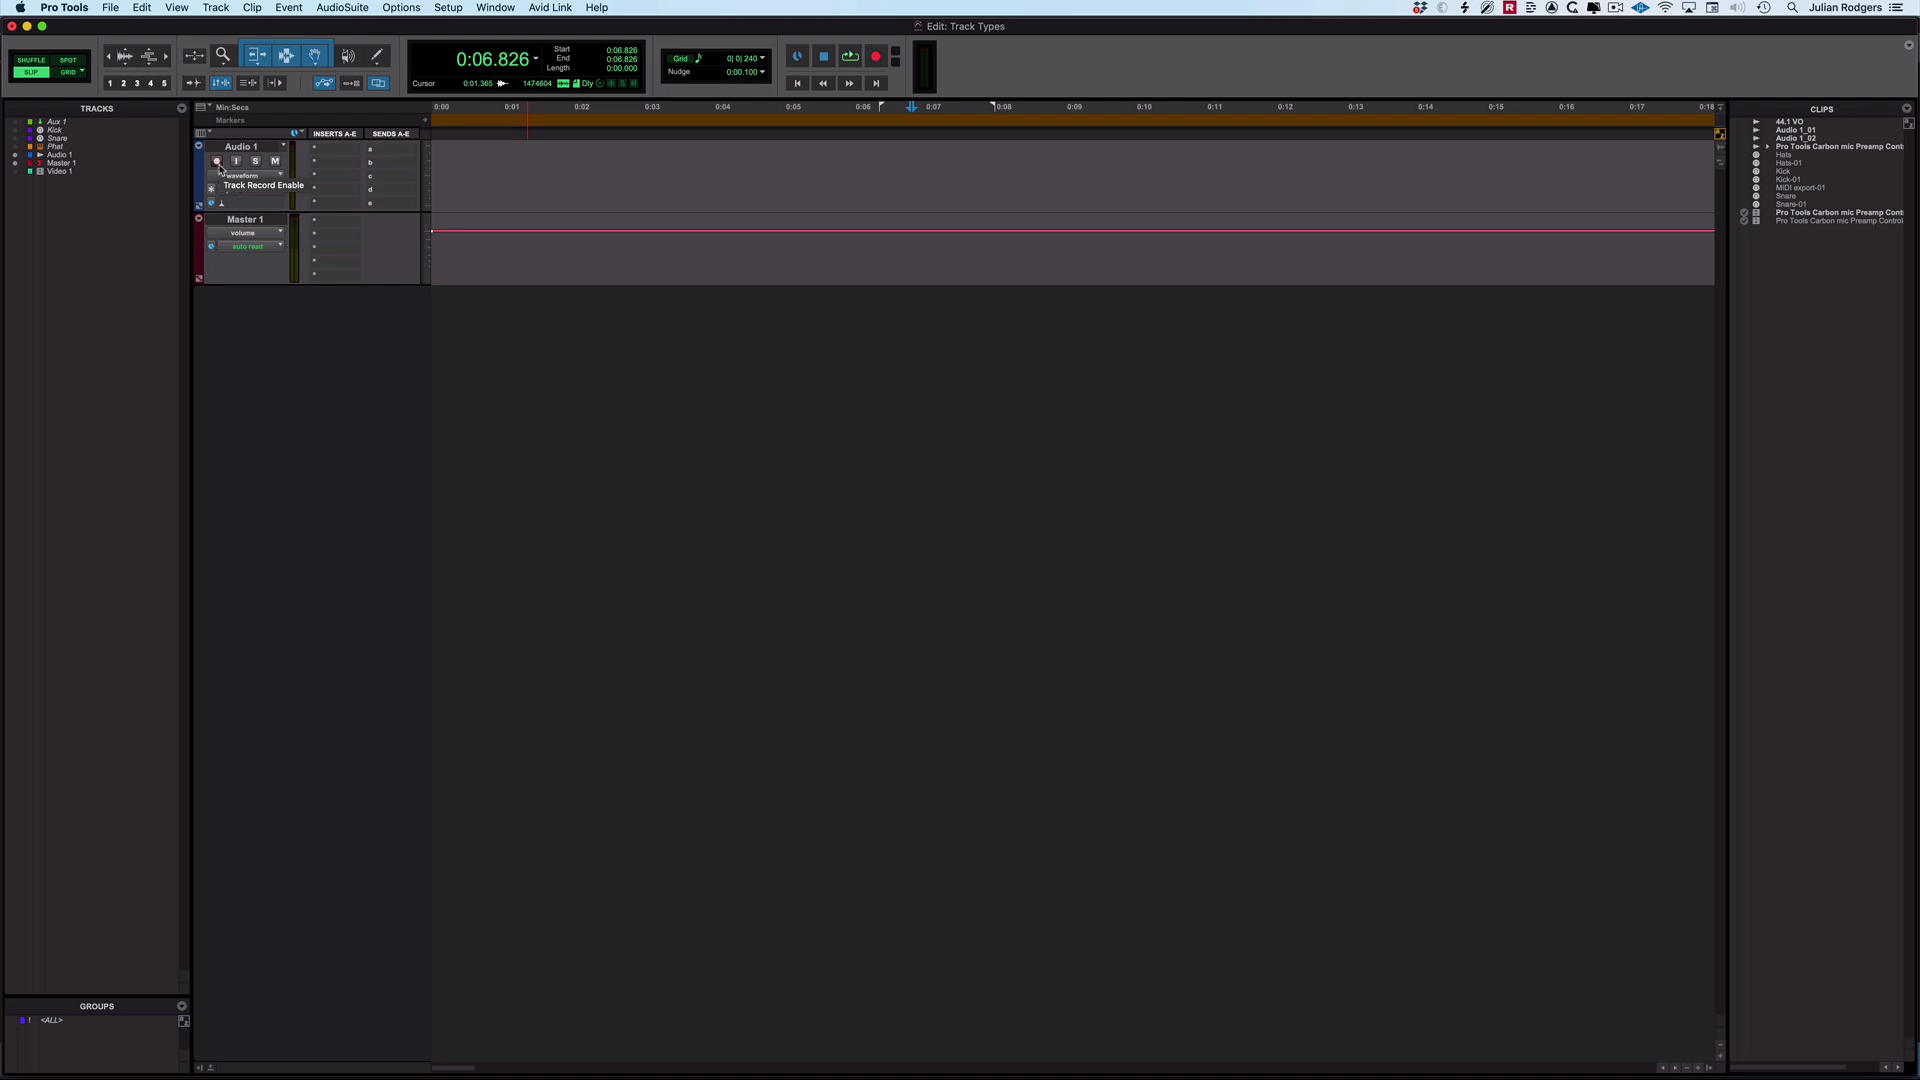 Pro Tools File Edit View Track Clip Event AudioSuite Options Setup Window Avid Link Help Julian Rodgers
Edit: Track Types
SHUFFLE SPOT
SLIP GRID
1 2 3 4 5
0:06.826
Start 0:06.826
End 0:06.826
Length 0:00.000
Cursor 0:01.365 1474604 Dly S M
Grid 0| 0| 240
Nudge 0:00.100
TRACKS
Aux 1
Kick
Snare
Phat
Audio 1
Master 1
Video 1
Min:Secs 0:00 0:01 0:02 0:03 0:04 0:05 0:06 0:07 0:08 0:09 0:10 0:11 0:12 0:13 0:14 0:15 0:16 0:17 0:18
Markers
INSERTS A-E SENDS A-E
Audio 1
I S M
waveform
Track Record Enable
a
b
c
d
e
Master 1
volume
auto read
CLIPS
44.1 VO
Audio 1_01
Audio 1_02
Pro Tools Carbon mic Preamp Cont
Hats
Hats-01
Kick
Kick-01
MIDI export-01
Snare
Snare-01
Pro Tools Carbon mic Preamp Cont
Pro Tools Carbon mic Preamp Control
GROUPS
! <ALL>